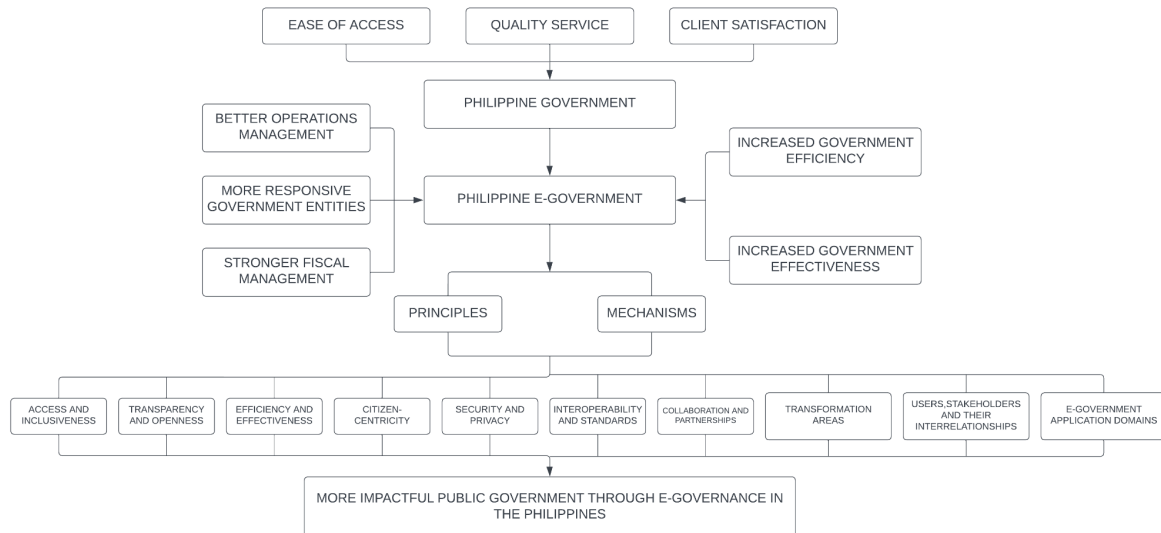 EASE OF ACCESS
QUALITY SERVICE
CLIENT SATISFACTION
PHILIPPINE GOVERNMENT
BETTER OPERATIONS
MANAGEMENT
INCREASED GOVERNMENT
EFFICIENCY
MORE RESPONSIVE
GOVERNMENT ENTITIES
PHILIPPINE E-GOVERNMENT
STRONGER FISCAL
MANAGEMENT
INCREASED GOVERNMENT
EFFECTIVENESS
PRINCIPLES
MECHANISMS
ACCESS AND
INCLUSIVENESS
TRANSPARENCY
AND OPENNESS
EFFICIENCY AND
EFFECTIVENESS
CITIZEN-
CENTRICITY
SECURITY AND
PRIVACY
INTEROPERABILITY
AND STANDARDS
COLLABORATION AND
PARTNERSHIPS
TRANSFORMATION
AREAS
USERS,STAKEHOLDERS
AND THEIR
INTERRELATIONSHIPS
E-GOVERNMENT
APPLICATION DOMAINS
MORE IMPACTFUL PUBLIC GOVERNMENT THROUGH E-GOVERNANCE IN
THE PHILIPPINES